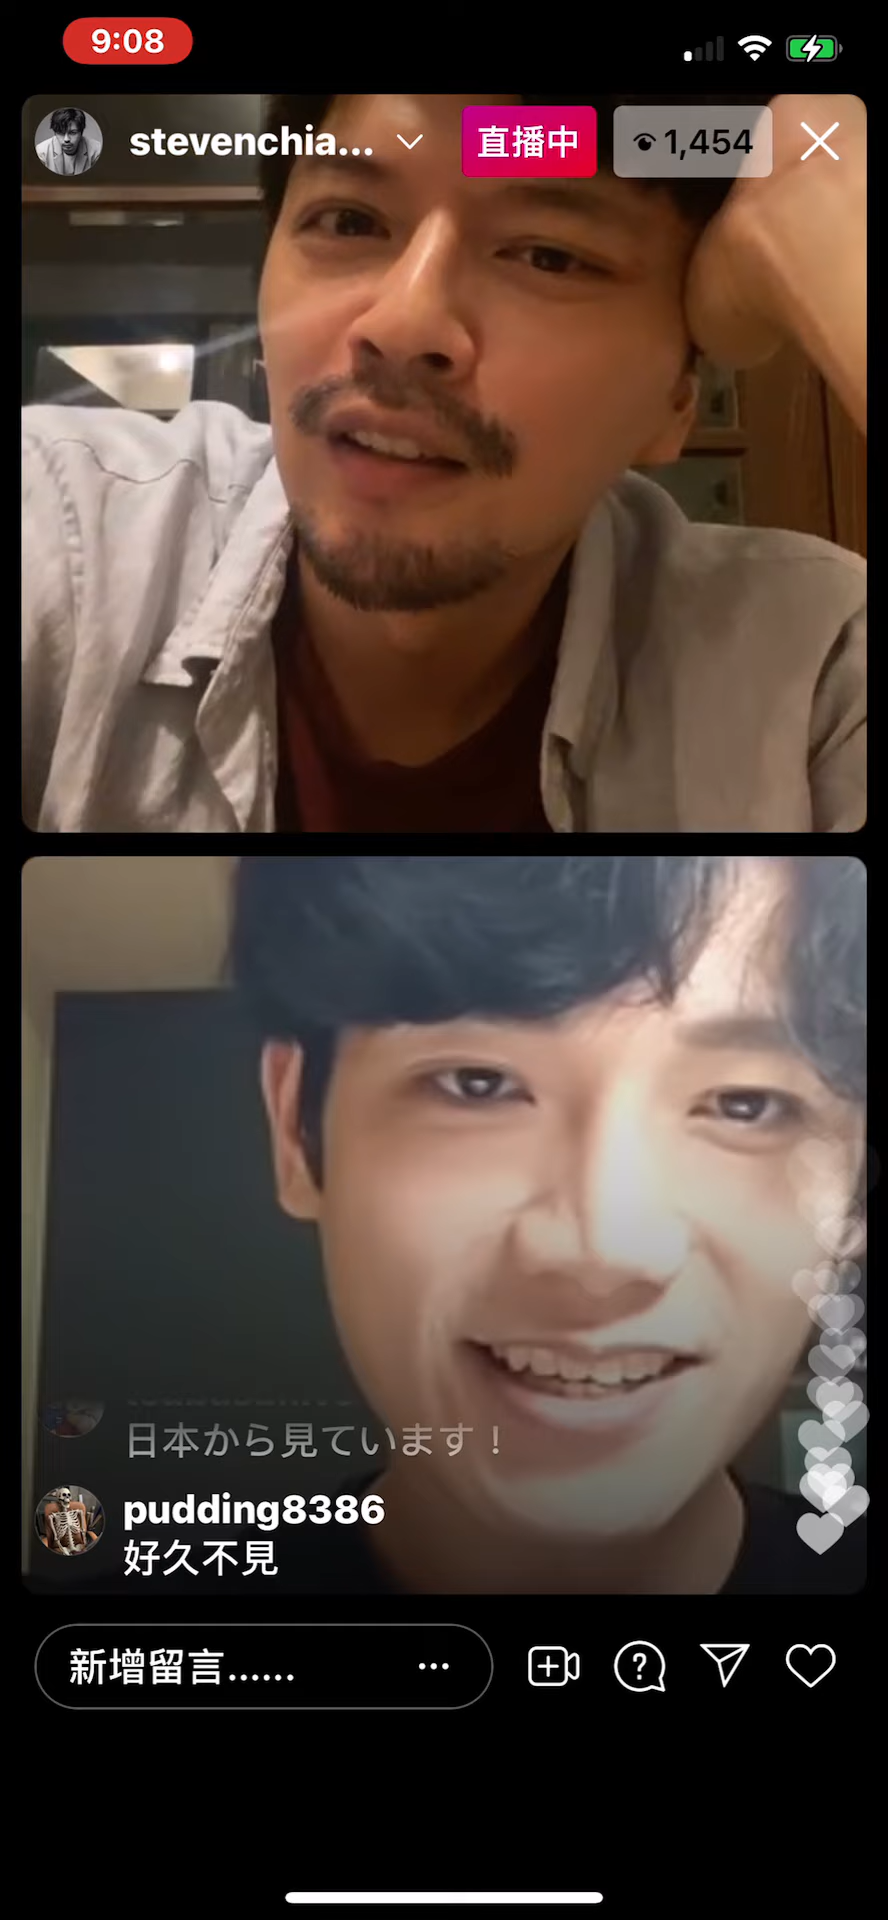 9:08
stevenchia...
直播中
1,454
日本から見ています！
pudding8386
好久不見
新增留言......